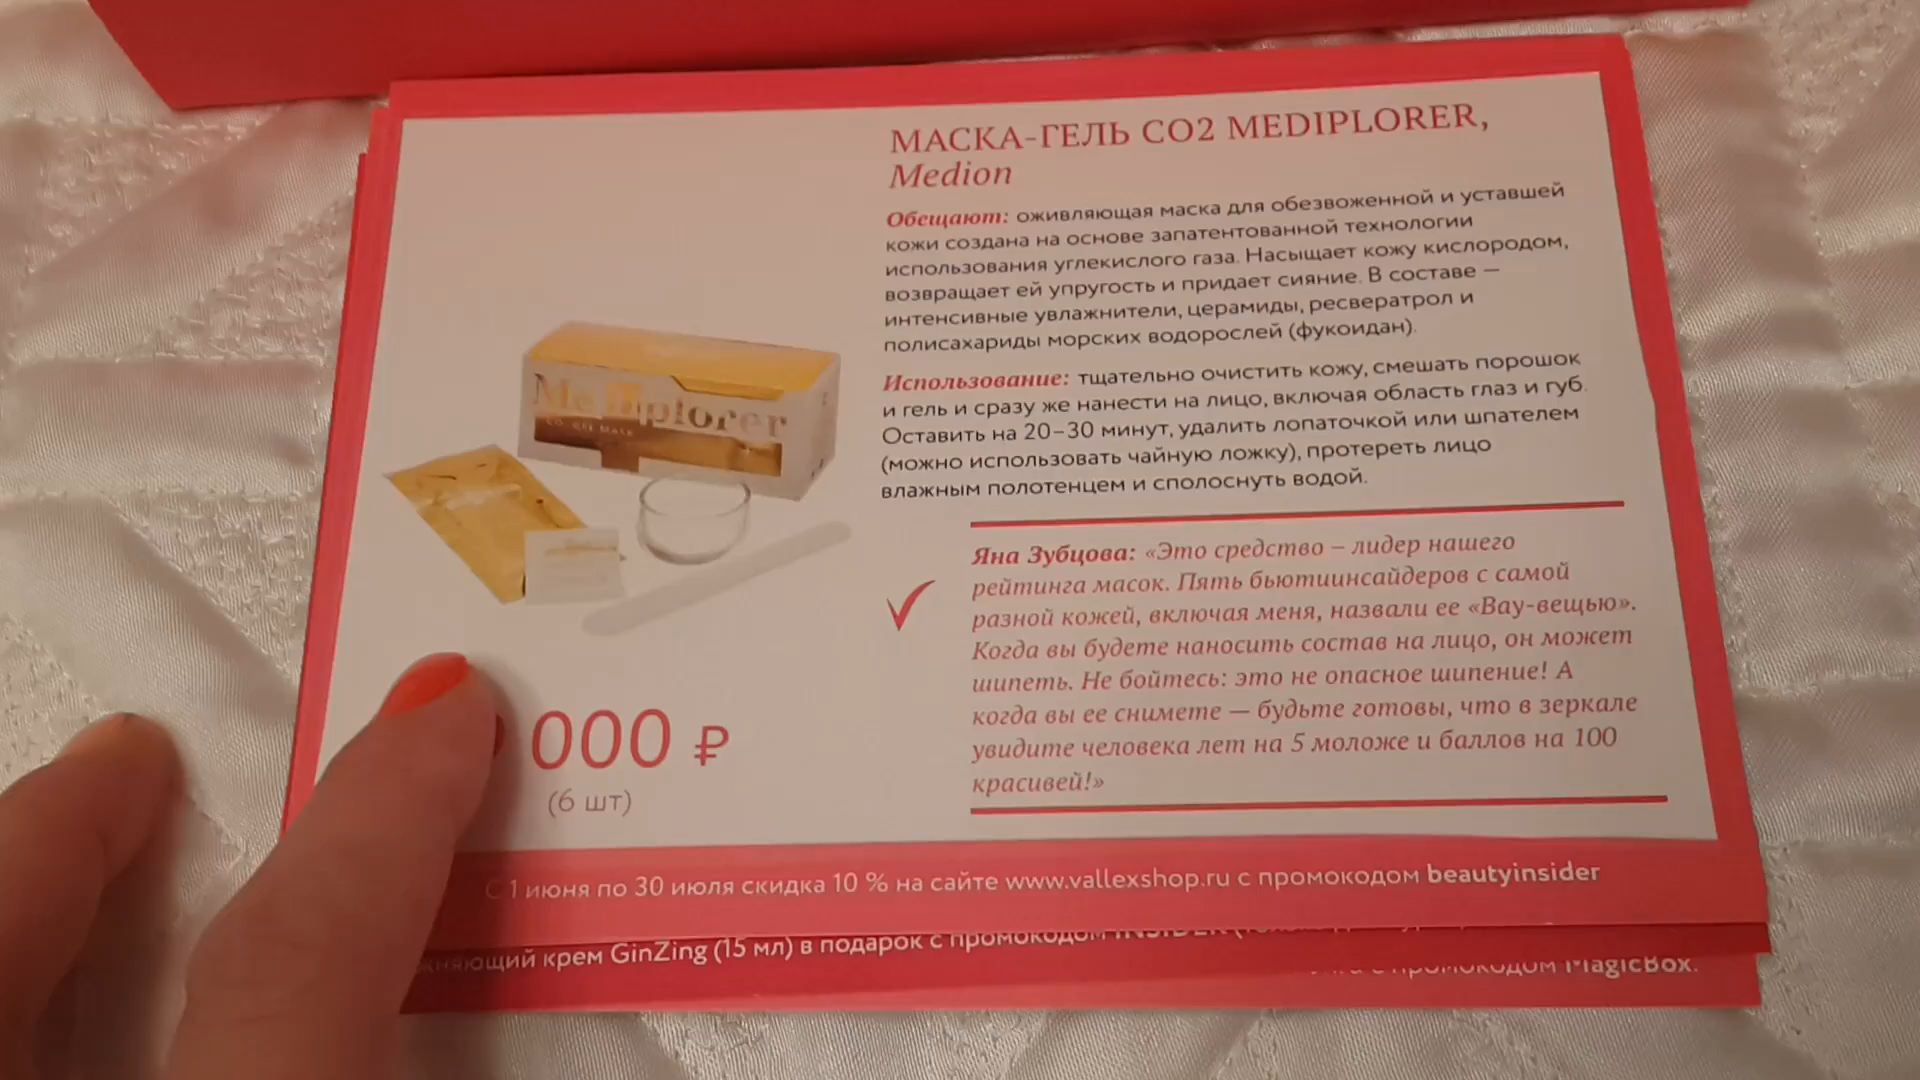 МАСКА-ГЕЛЬ CO2 MEDIPLORER,
Medion
Обещают: оживляющая маска для обезвоженной и уставшей
кожи создана на основе запатентованной технологии
использования углекислого газа. Насыщает кожу кислородом,
возвращает ей упругость и придает сияние. В составе —
интенсивные увлажнители, церамиды, ресвератрол и
полисахариды морских водорослей (фукоидан).
Использование: тщательно очистить кожу, смешать порошок
и гель и сразу же нанести на лицо, включая область глаз и губ.
Оставить на 20–30 минут, удалить лопаточкой или шпателем
(можно использовать чайную ложку), протереть лицо
влажным полотенцем и сполоснуть водой.
Яна Зубцова: «Это средство – лидер нашего
рейтинга масок. Пять бьютиинсайдеров с самой
разной кожей, включая меня, назвали ее «Вау-вещью».
Когда вы будете наносить состав на лицо, он может
шипеть. Не бойтесь: это не опасное шипение! А
когда вы ее снимете — будьте готовы, что в зеркале
увидите человека лет на 5 моложе и баллов на 100
красивей!»
Mediplorer
CO2 GEL MASK
000 ₽
(6 шт)
С 1 июня по 30 июля скидка 10 % на сайте www.vallexshop.ru с промокодом beautyinsider
крем GinZing (15 мл) в подарок с промокодом
с промокодом MagicBox.